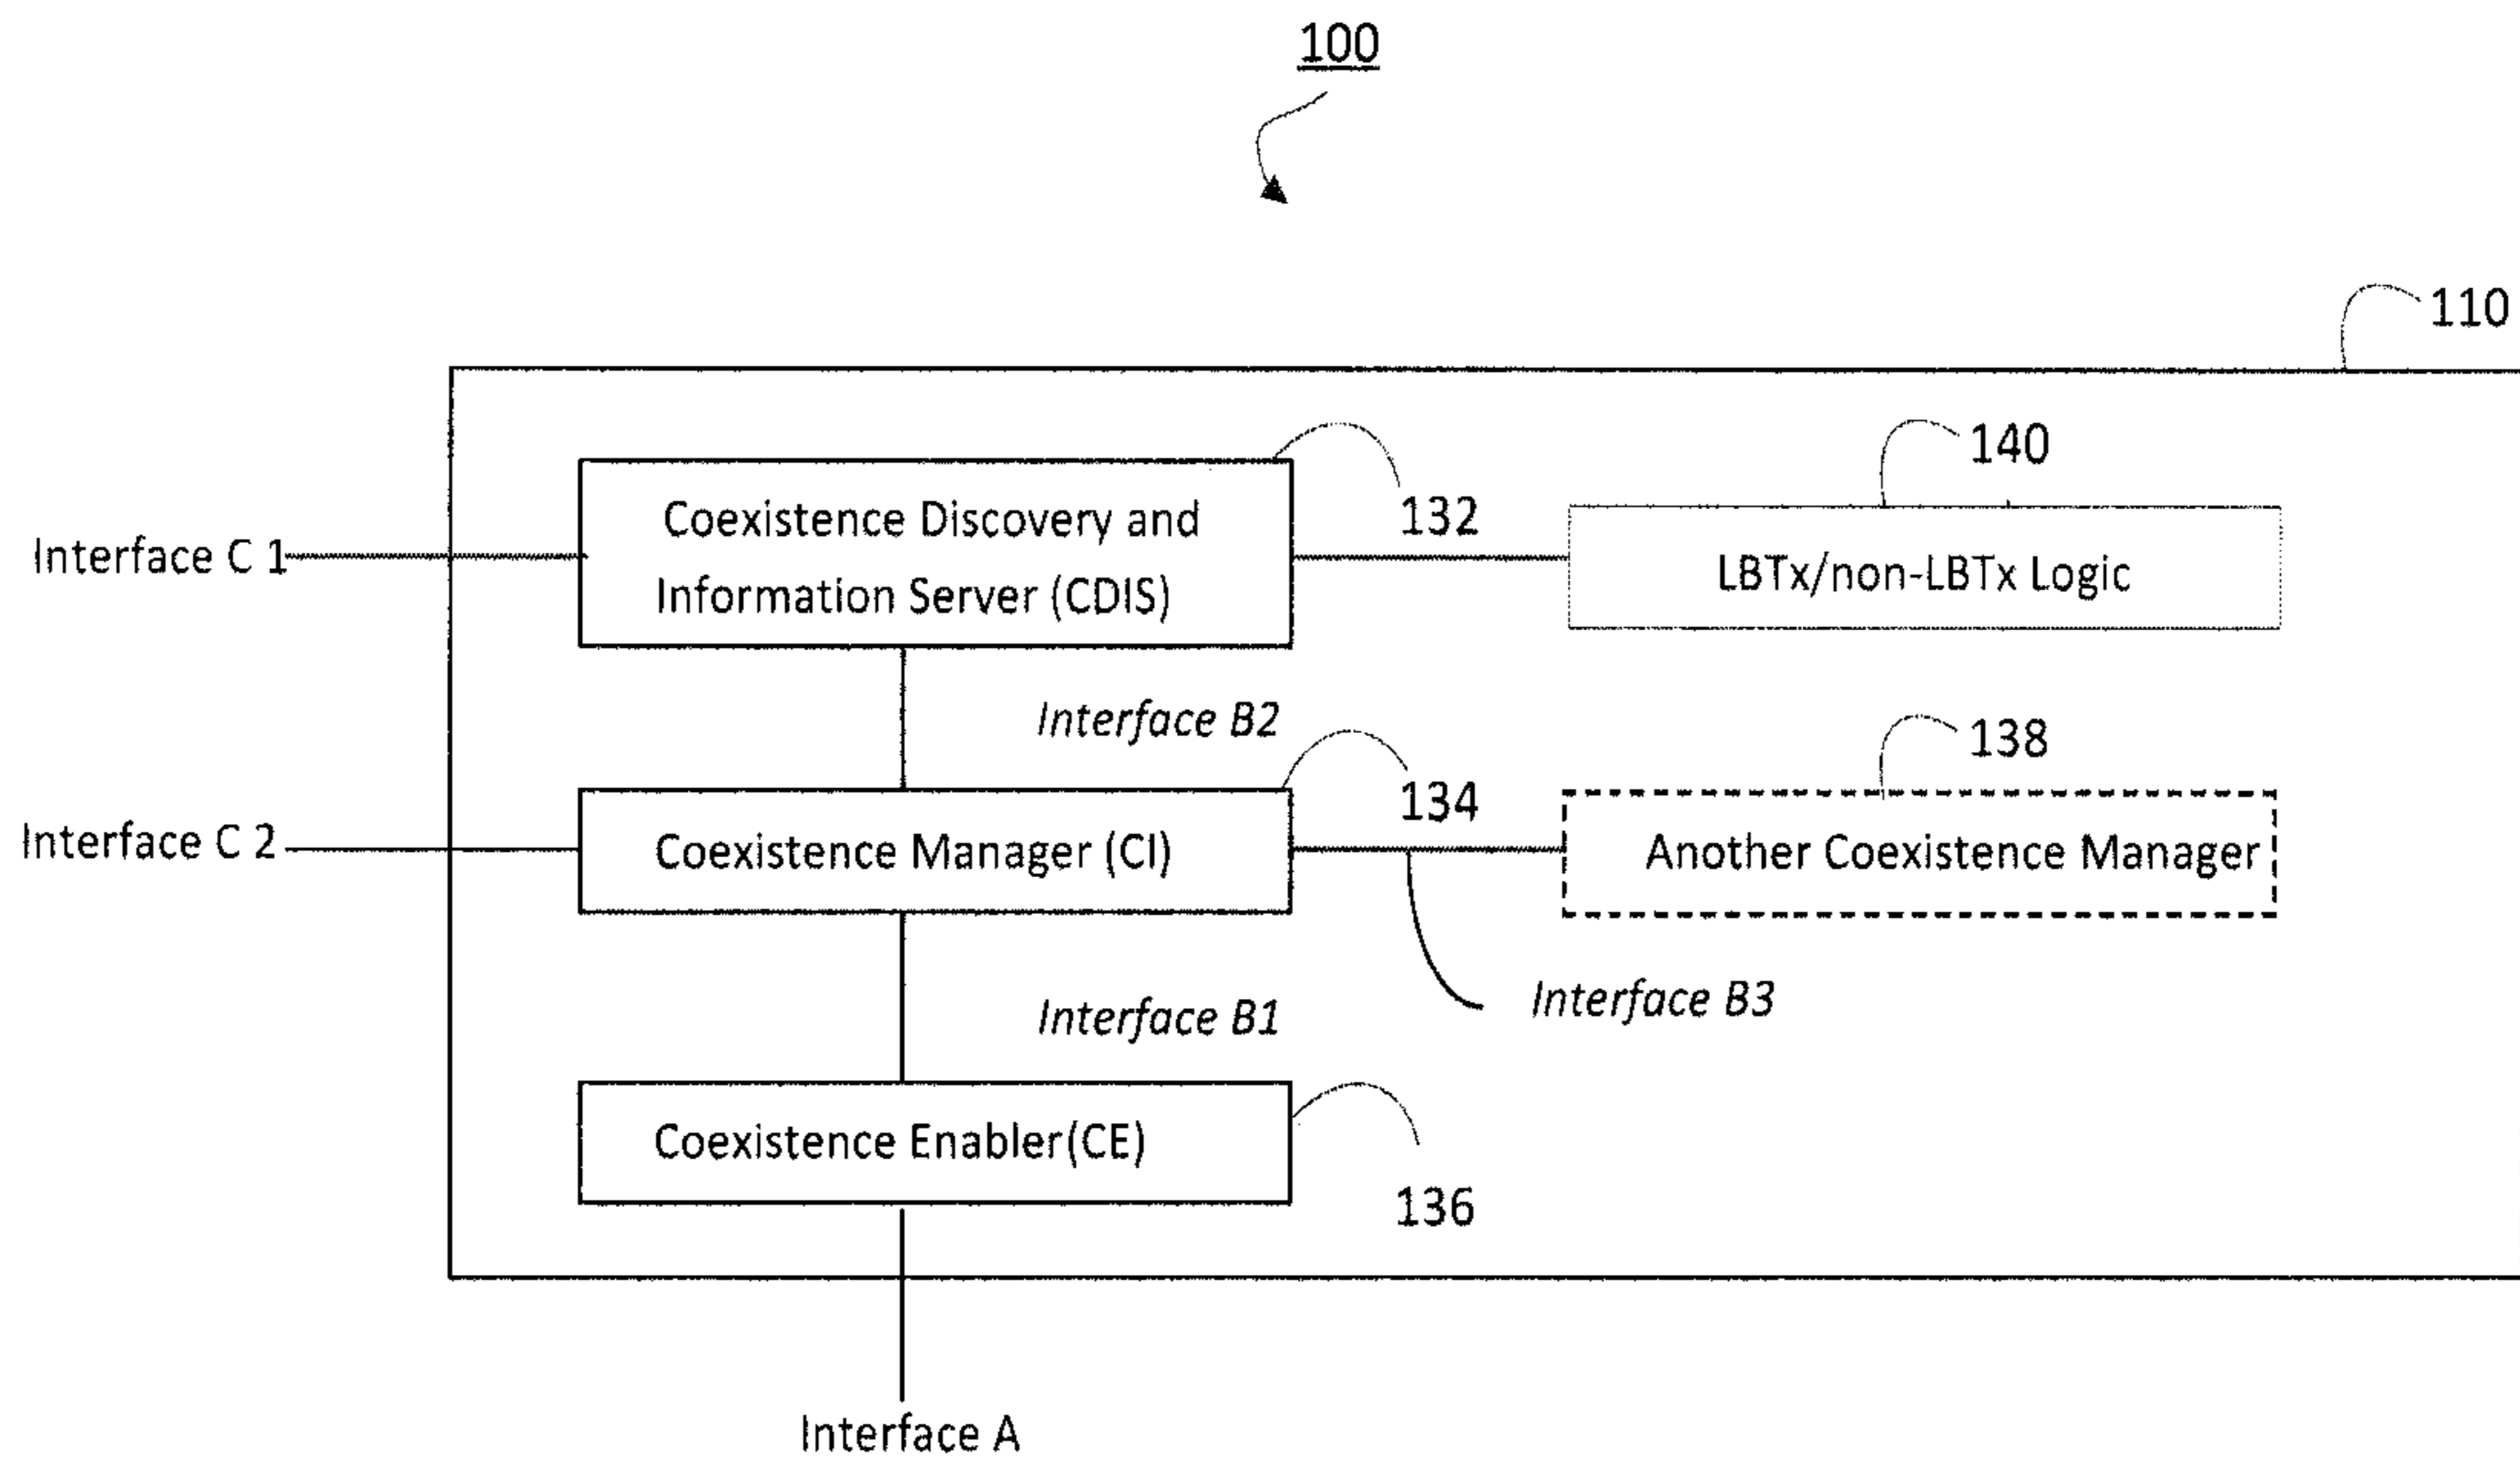 100
110
140
Coexistence Discovery and
132
Interface C 1
Information Server (CDIS)
LBTx/non-LBTx Logic
Interface B2
138
134
Interface C 2
Coexistence Manager (CI)
Another Coexistence Manager
Interface B1
Interface B3
Coexistence Enabler(CE)
136
Interface A